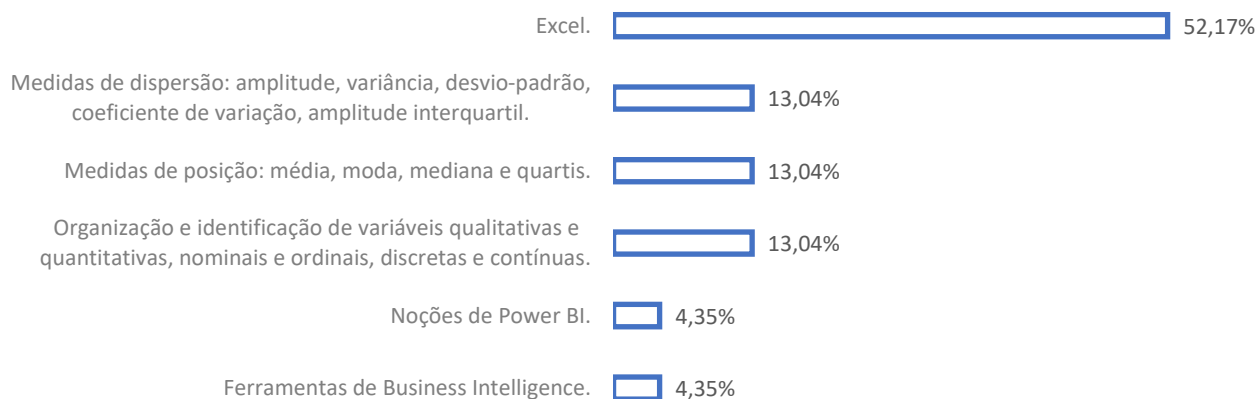 Excel.
52,17%
Medidas de dispersão: amplitude, variância, desvio-padrão,
coeficiente de variação, amplitude interquartil.
13,04%
Medidas de posição: média, moda, mediana e quartis.
13,04%
Organização e identificação de variáveis qualitativas e
quantitativas, nominais e ordinais, discretas e contínuas.
13,04%
Noções de Power BI.
4,35%
Ferramentas de Business Intelligence.
4,35%